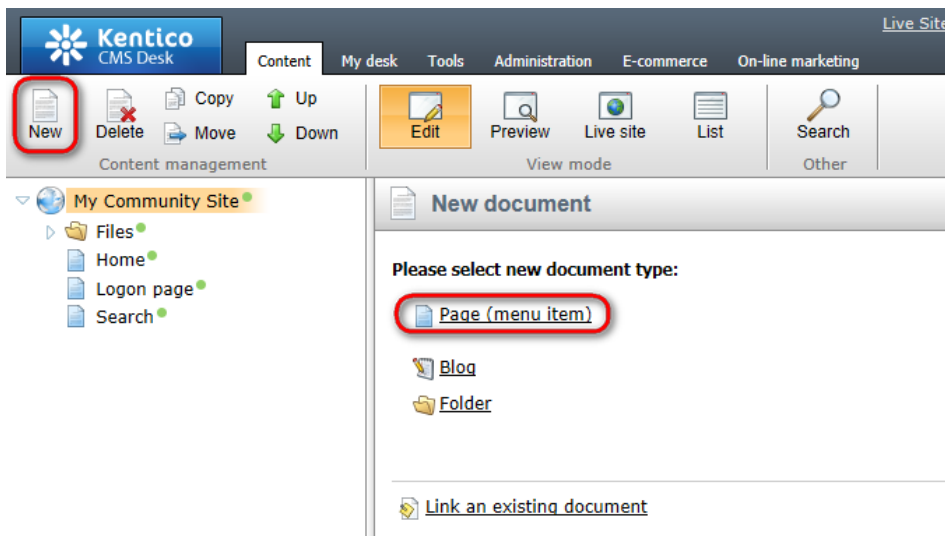 Live Site
Kentico
CMS Desk
Content My desk Tools Administration E-commerce On-line marketing
New Delete Copy Move Up Down
Content management
Edit Preview Live site List
View mode
Search
Other
My Community Site
Files
Home
Logon page
Search
New document
Please select new document type:
Page (menu item)
Blog
Folder
Link an existing document